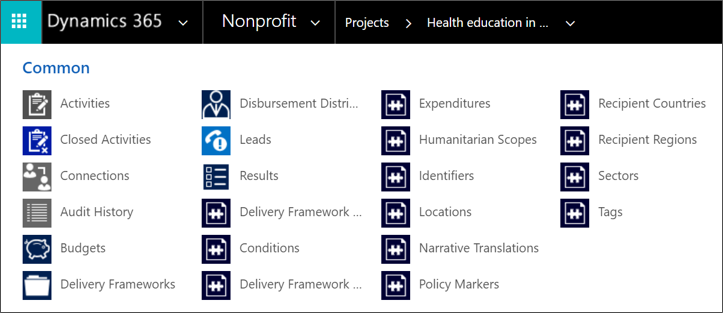 Dynamics 365 Nonprofit Projects Health education in ...
Common
Activities
Closed Activities
Connections
Audit History
Budgets
Delivery Frameworks
Disbursement Distri...
Leads
Results
Delivery Framework ...
Conditions
Delivery Framework ...
Expenditures
Humanitarian Scopes
Identifiers
Locations
Narrative Translations
Policy Markers
Recipient Countries
Recipient Regions
Sectors
Tags